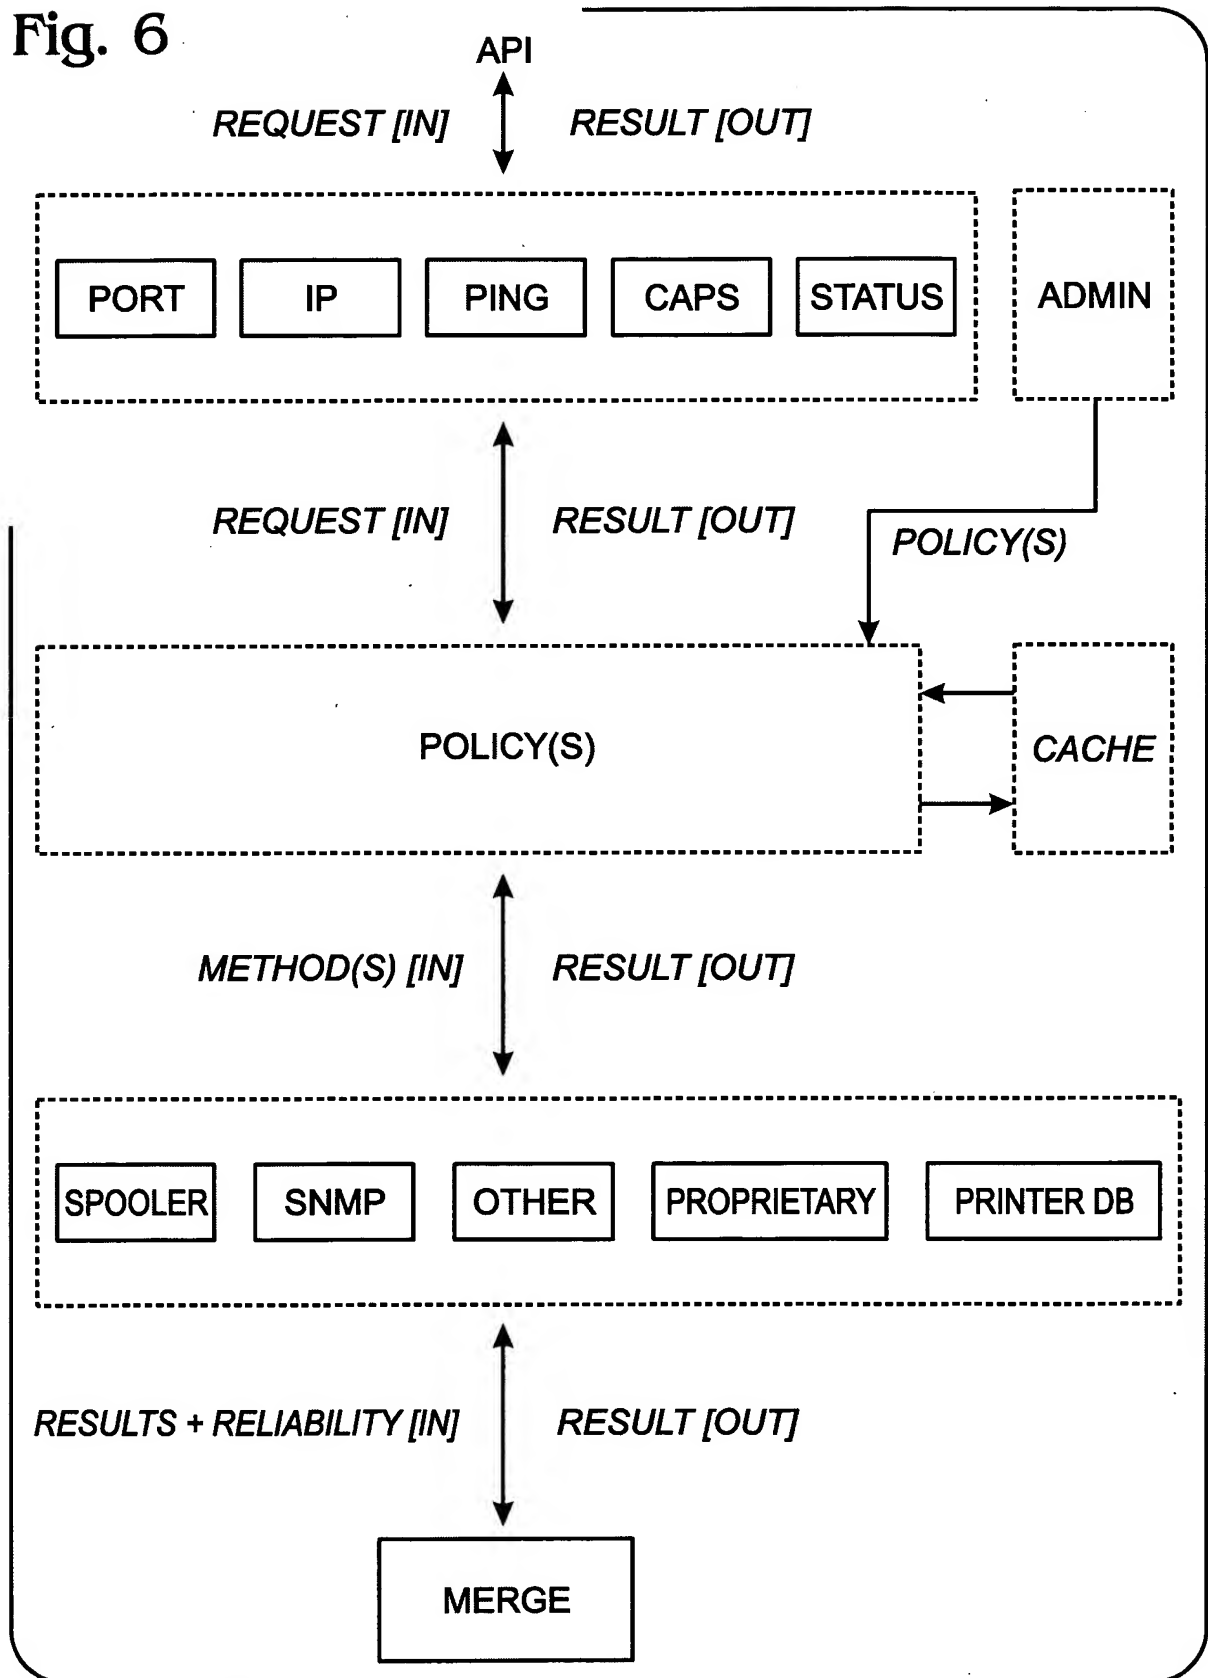 Fig. 6
API
REQUEST [IN] RESULT [OUT]
PORT IP PING CAPS STATUS ADMIN
REQUEST [IN] RESULT [OUT] POLICY(S)
POLICY(S) CACHE
METHOD(S) [IN] RESULT [OUT]
SPOOLER SNMP OTHER PROPRIETARY PRINTER DB
RESULTS + RELIABILITY [IN] RESULT [OUT]
MERGE